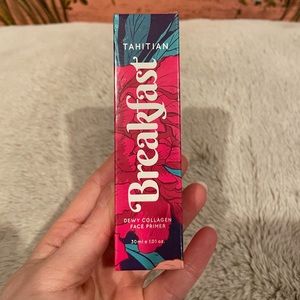 TAHITIAN
Breakfast
DEWY COLLAGEN
FACE PRIMER
30ml e 1.01 oz.